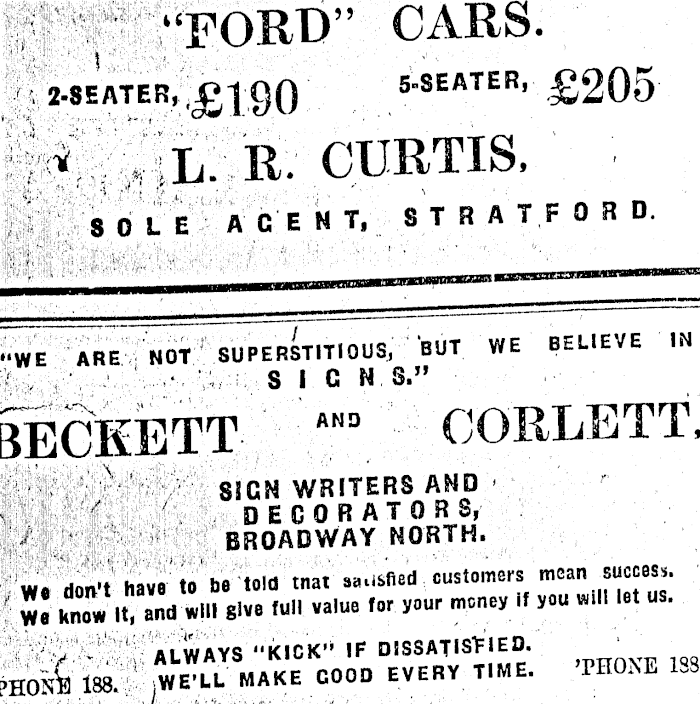 "FORD" CARS.
2-SEATER, £190 5-SEATER, £205
L. R. CURTIS,
SOLE AGENT, STRATFORD.
"WE ARE NOT SUPERSTITIOUS, BUT WE BELIEVE IN
SIGNS."
BECKETT AND CORLETT,
SIGN WRITERS AND
DECORATORS,
BROADWAY NORTH.
We don't have to be told that satisfied customers mean success.
We know it, and will give full value for your money if you will let us.
ALWAYS "KICK" IF DISSATISFIED.
PHONE 188. WE'LL MAKE GOOD EVERY TIME. 'PHONE 188